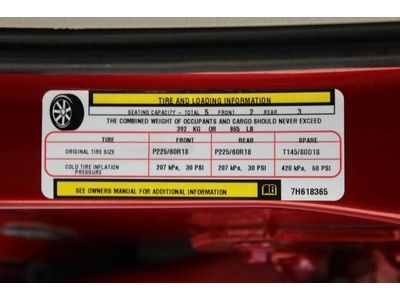 TIRE AND LOADING INFORMATION
SEATING CAPACITY - TOTAL 5 FRONT 2 REAR 3
THE COMBINED WEIGHT OF OCCUPANTS AND CARGO SHOULD NEVER EXCEED
392 KG OR 865 LB
TIRE FRONT REAR SPARE
ORIGINAL TIRE SIZE P225/60R18 P225/60R18 T145/80D18
COLD TIRE INFLATION PRESSURE 207 kPa, 30 PSI 207 kPa, 30 PSI 420 kPa, 60 PSI
SEE OWNERS MANUAL FOR ADDITIONAL INFORMATION 7H618365